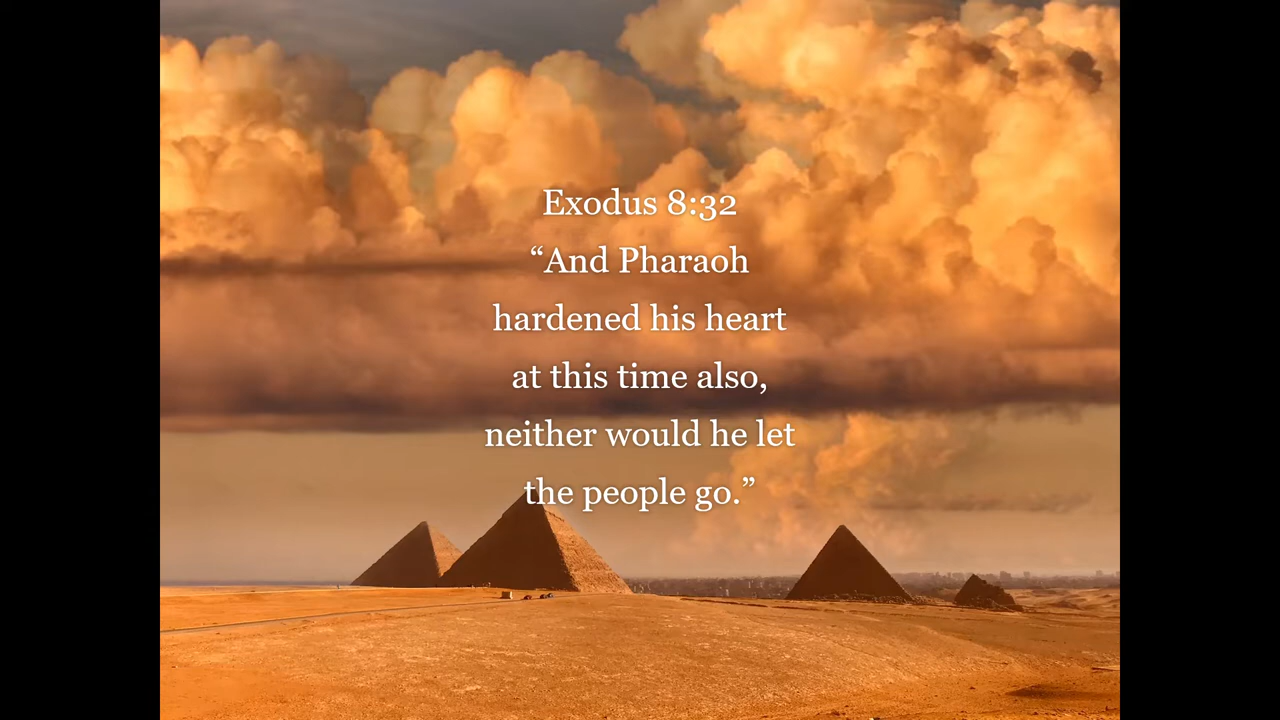 Exodus 8:32
“And Pharaoh
hardened his heart
at this time also,
neither would he let
the people go.”